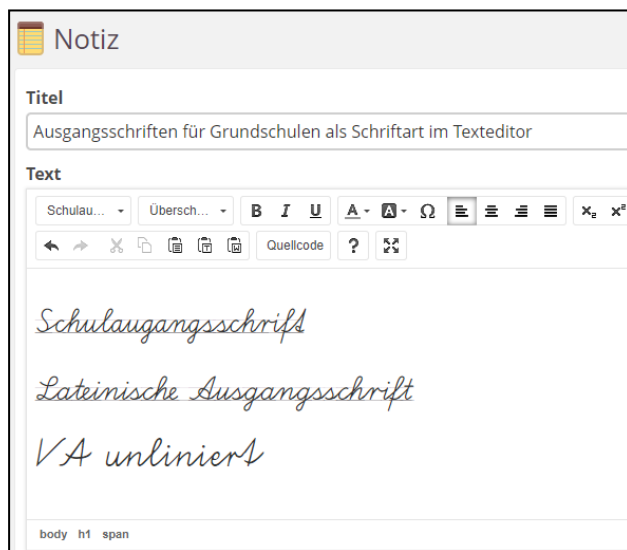 Notiz
Titel
Ausgangsschriften für Grundschulen als Schriftart im Texteditor
Text
Schulau... Übersch... B I U A A Ω x₂ x²
Quellcode ?
Schulaugangsschrift
Lateinische Ausgangsschrift
VA unliniert
body h1 span